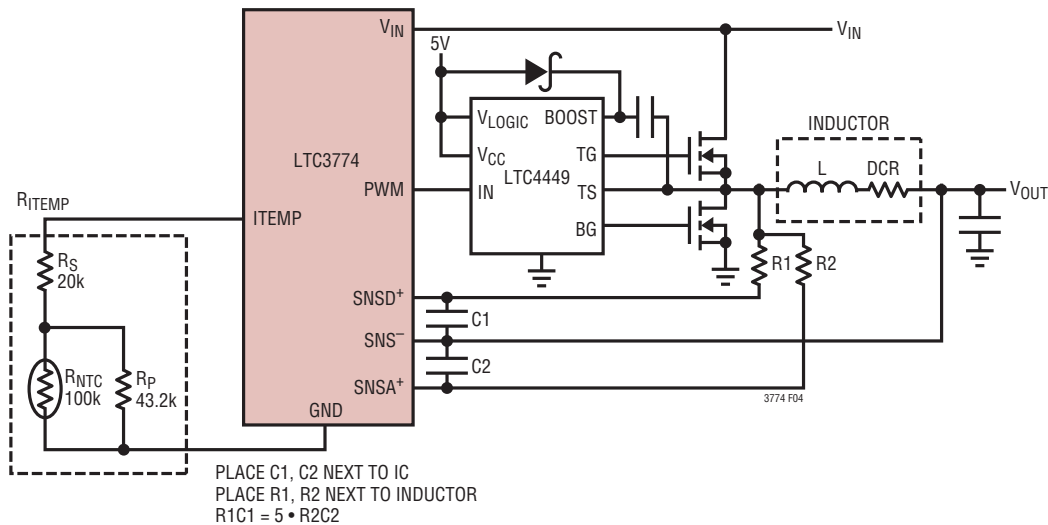 VIN
VIN
5V
INDUCTOR
VLOGIC
BOOST
L
DCR
LTC3774
VCC
TG
LTC4449
PWM
IN
TS
VOUT
RITEMP
ITEMP
BG
RS
20k
R1
R2
SNSD+
C1
SNS–
RNTC
100k
RP
43.2k
C2
SNSA+
3774 F04
GND
PLACE C1, C2 NEXT TO IC
PLACE R1, R2 NEXT TO INDUCTOR
R1C1 = 5 • R2C2